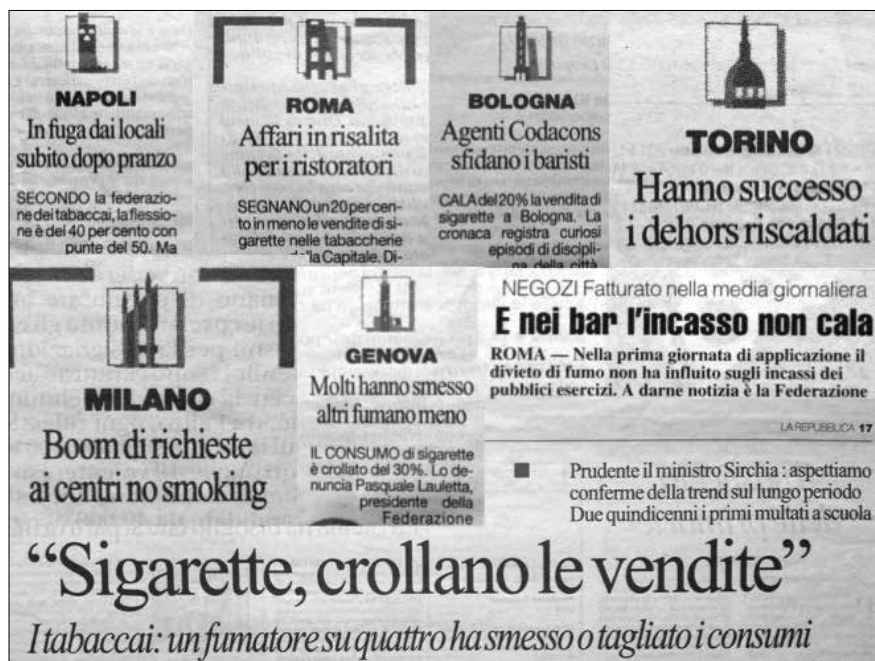 NAPOLI
In fuga dai locali
subito dopo pranzo
SECONDO la federazio-
ne dei tabaccai, la flessio-
ne è del 40 per cento con
punte del 50. Ma
ROMA
Affari in risalita
per i ristoratori
SEGNANO un 20 per cen-
to in meno le vendite di si-
garette nelle tabaccherie
della Capitale. Di-
BOLOGNA
Agenti Codacons
sfidano i baristi
CALA del 20% la vendita di
sigarette a Bologna. La
cronaca registra curiosi
episodi di discipli-
na della città.
TORINO
Hanno successo
i dehors riscaldati
MILANO
Boom di richieste
ai centri no smoking
GENOVA
Molti hanno smesso
altri fumano meno
IL CONSUMO di sigarette
è crollato del 30%. Lo de-
nuncia Pasquale Lauletta,
presidente della
Federazione
NEGOZI Fatturato nella media giornaliera
E nei bar l'incasso non cala
ROMA — Nella prima giornata di applicazione il
divieto di fumo non ha influito sugli incassi dei
pubblici esercizi. A darne notizia è la Federazione
LA REPUBBLICA 17
Prudente il ministro Sirchia : aspettiamo
conferme della trend sul lungo periodo
Due quindicenni i primi multati a scuola
“Sigarette, crollano le vendite”
I tabaccai: un fumatore su quattro ha smesso o tagliato i consumi